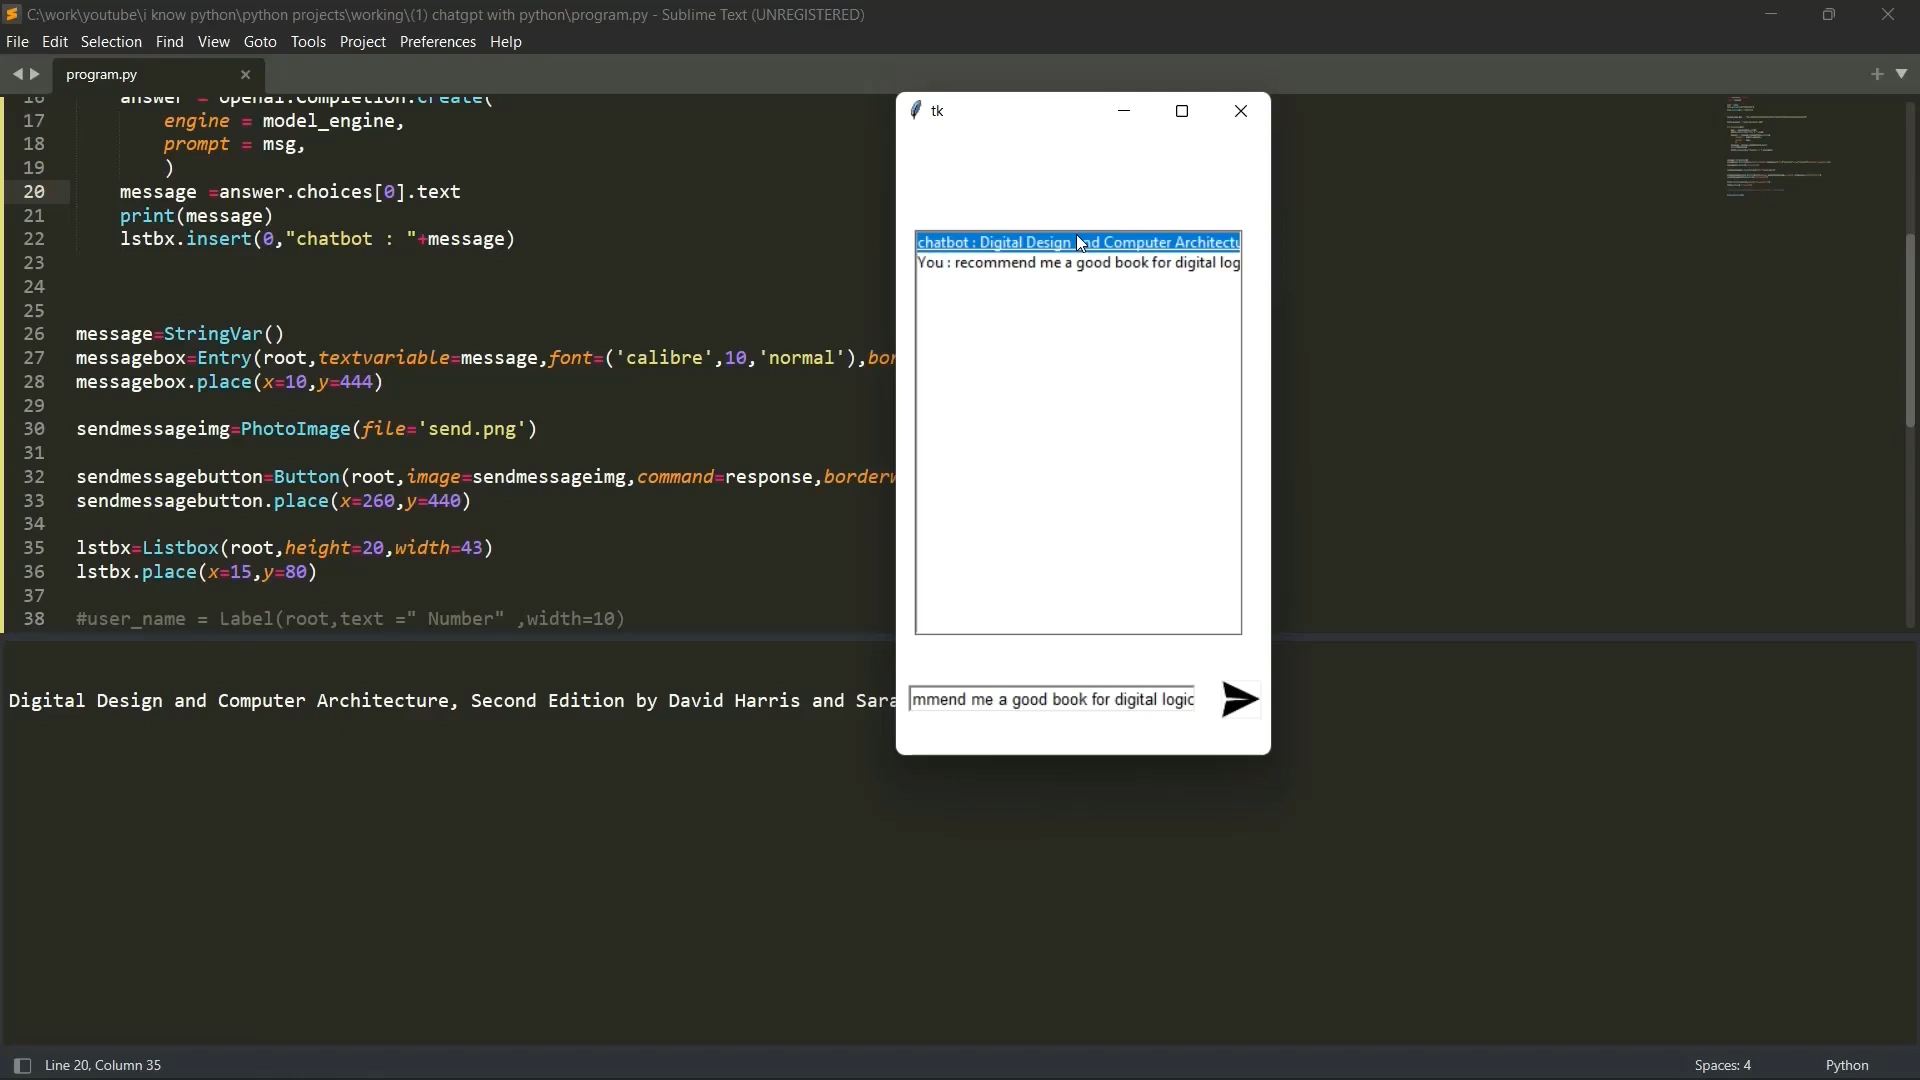 C:\work\youtube\i know python\python projects\working\(1) chatgpt with python\program.py - Sublime Text (UNREGISTERED)
File Edit Selection Find View Goto Tools Project Preferences Help
program.py
16 answer = openai.Completion.create(
17 engine = model_engine,
18 prompt = msg,
19 )
20 message =answer.choices[0].text
21 print(message)
22 lstbx.insert(0,"chatbot : "+message)
23
24
25
26 message=StringVar()
27 messagebox=Entry(root,textvariable=message,font=('calibre',10,'normal'),bor
28 messagebox.place(x=10,y=444)
29
30 sendmessageimg=PhotoImage(file='send.png')
31
32 sendmessagebutton=Button(root,image=sendmessageimg,command=response,borderw
33 sendmessagebutton.place(x=260,y=440)
34
35 lstbx=Listbox(root,height=20,width=43)
36 lstbx.place(x=15,y=80)
37
38 #user_name = Label(root,text =" Number" ,width=10)
tk
chatbot : Digital Design and Computer Architectu
You : recommend me a good book for digital log
mmend me a good book for digital logic
Digital Design and Computer Architecture, Second Edition by David Harris and Sara
Line 20, Column 35
Spaces: 4
Python